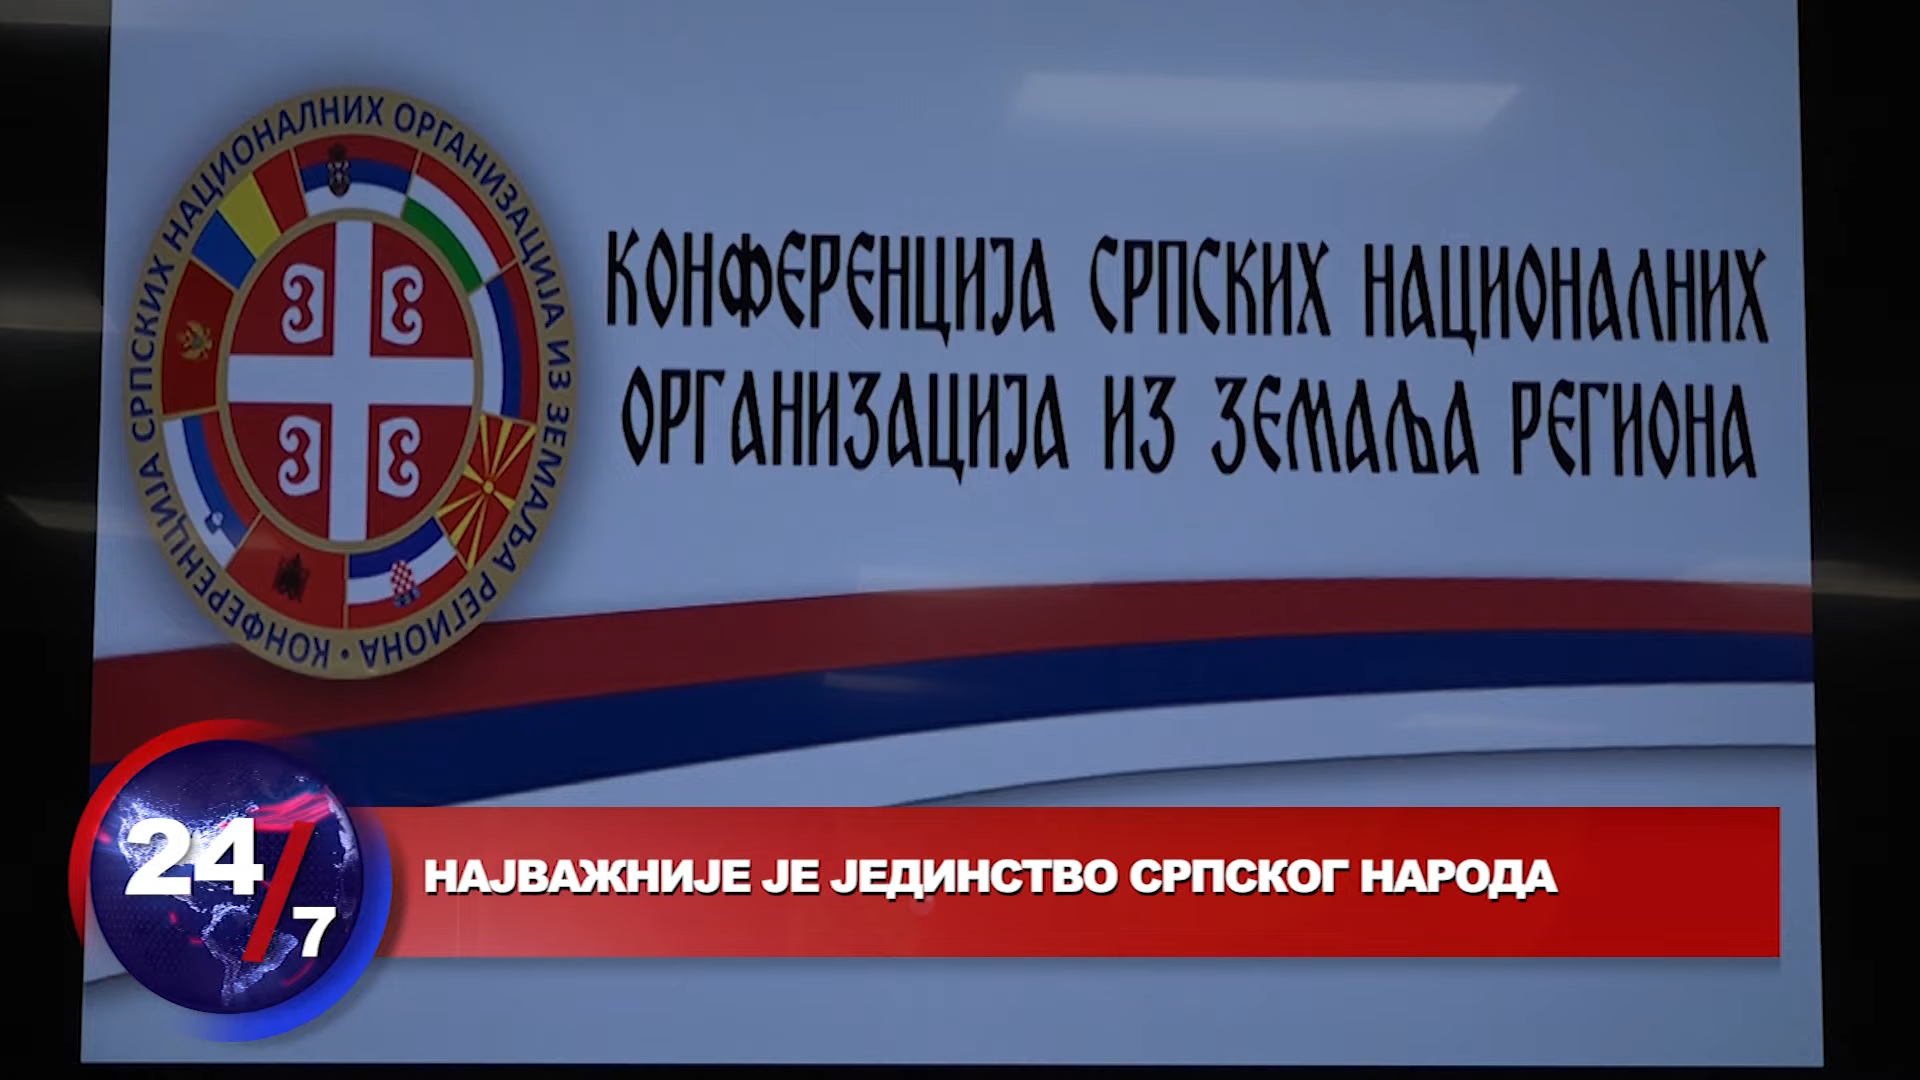 КОНФЕРЕНЦИЈА СРПСКИХ НАЦИОНАЛНИХ ОРГАНИЗАЦИЈА ИЗ ЗЕМАЉА РЕГИОНА •
КОНФЕРЕНЦИЈА СРПСКИХ НАЦИОНАЛНИХ
ОРГАНИЗАЦИЈА ИЗ ЗЕМАЉА РЕГИОНА
24/7
НАЈВАЖНИЈЕ ЈЕ ЈЕДИНСТВО СРПСКОГ НАРОДА